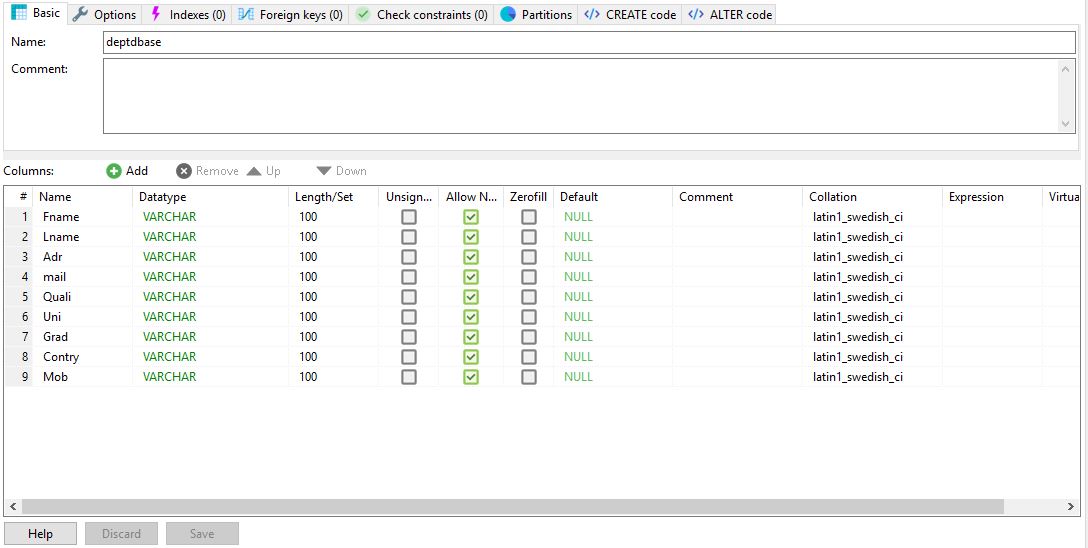 Basic Options Indexes (0) Foreign keys (0) Check constraints (0) Partitions CREATE code ALTER code
Name: deptdbase
Comment:
Columns: Add Remove Up Down
# Name Datatype Length/Set Unsign... Allow N... Zerofill Default Comment Collation Expression Virtua
1 Fname VARCHAR 100 NULL latin1_swedish_ci
2 Lname VARCHAR 100 NULL latin1_swedish_ci
3 Adr VARCHAR 100 NULL latin1_swedish_ci
4 mail VARCHAR 100 NULL latin1_swedish_ci
5 Quali VARCHAR 100 NULL latin1_swedish_ci
6 Uni VARCHAR 100 NULL latin1_swedish_ci
7 Grad VARCHAR 100 NULL latin1_swedish_ci
8 Contry VARCHAR 100 NULL latin1_swedish_ci
9 Mob VARCHAR 100 NULL latin1_swedish_ci
Help Discard Save